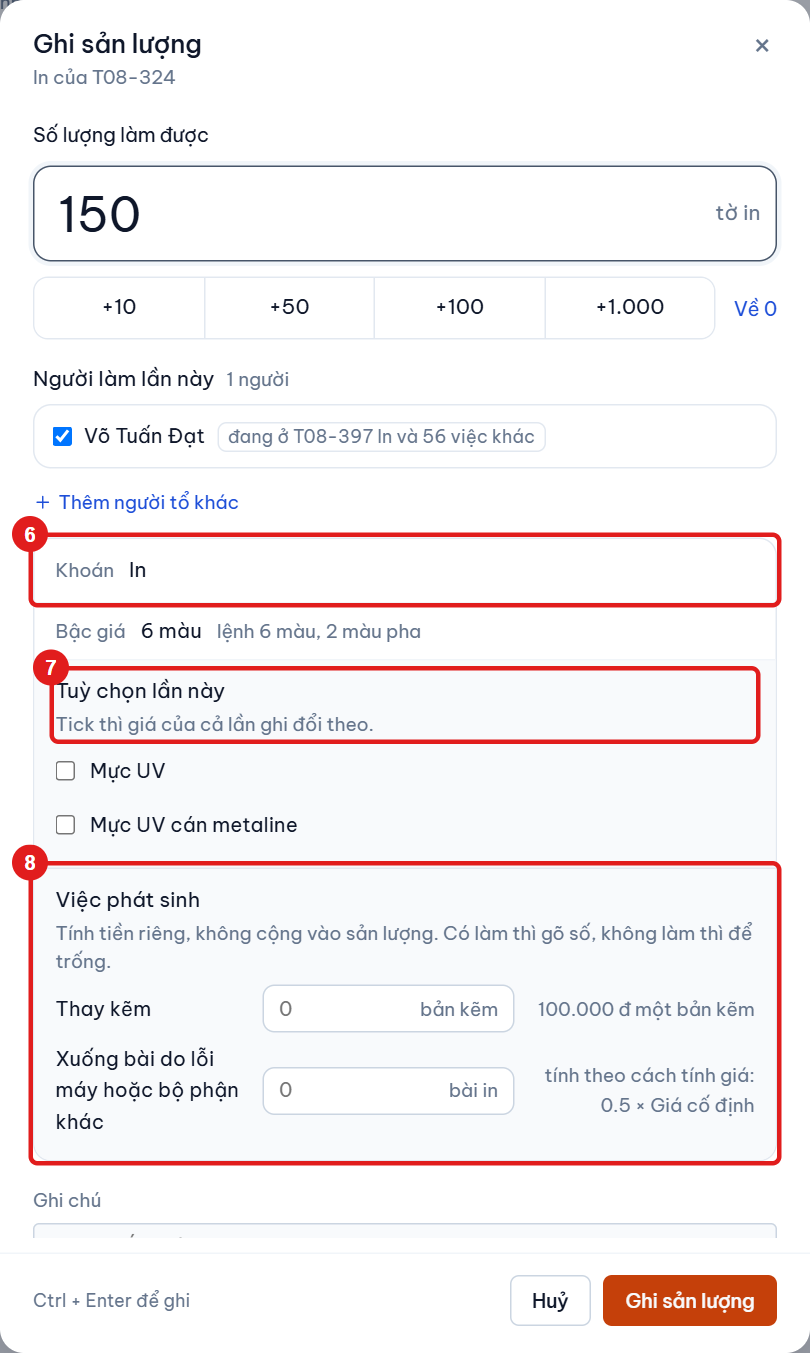 Ghi sản lượng
In của T08-324
Số lượng làm được
150
tờ in
+10
+50
+100
+1.000
Về 0
Người làm lần này 1 người
Võ Tuấn Đạt đang ở T08-397 In và 56 việc khác
+ Thêm người tổ khác
6
Khoán In
Bậc giá 6 màu lệnh 6 màu, 2 màu pha
7
Tuỳ chọn lần này
Tick thì giá của cả lần ghi đổi theo.
Mực UV
Mực UV cán metaline
8
Việc phát sinh
Tính tiền riêng, không cộng vào sản lượng. Có làm thì gõ số, không làm thì để
trống.
Thay kẽm 0 bản kẽm 100.000 đ một bản kẽm
Xuống bài do lỗi
máy hoặc bộ phận
khác
0 bài in
tính theo cách tính giá:
0.5 × Giá cố định
Ghi chú
Ctrl + Enter để ghi
Huỷ
Ghi sản lượng